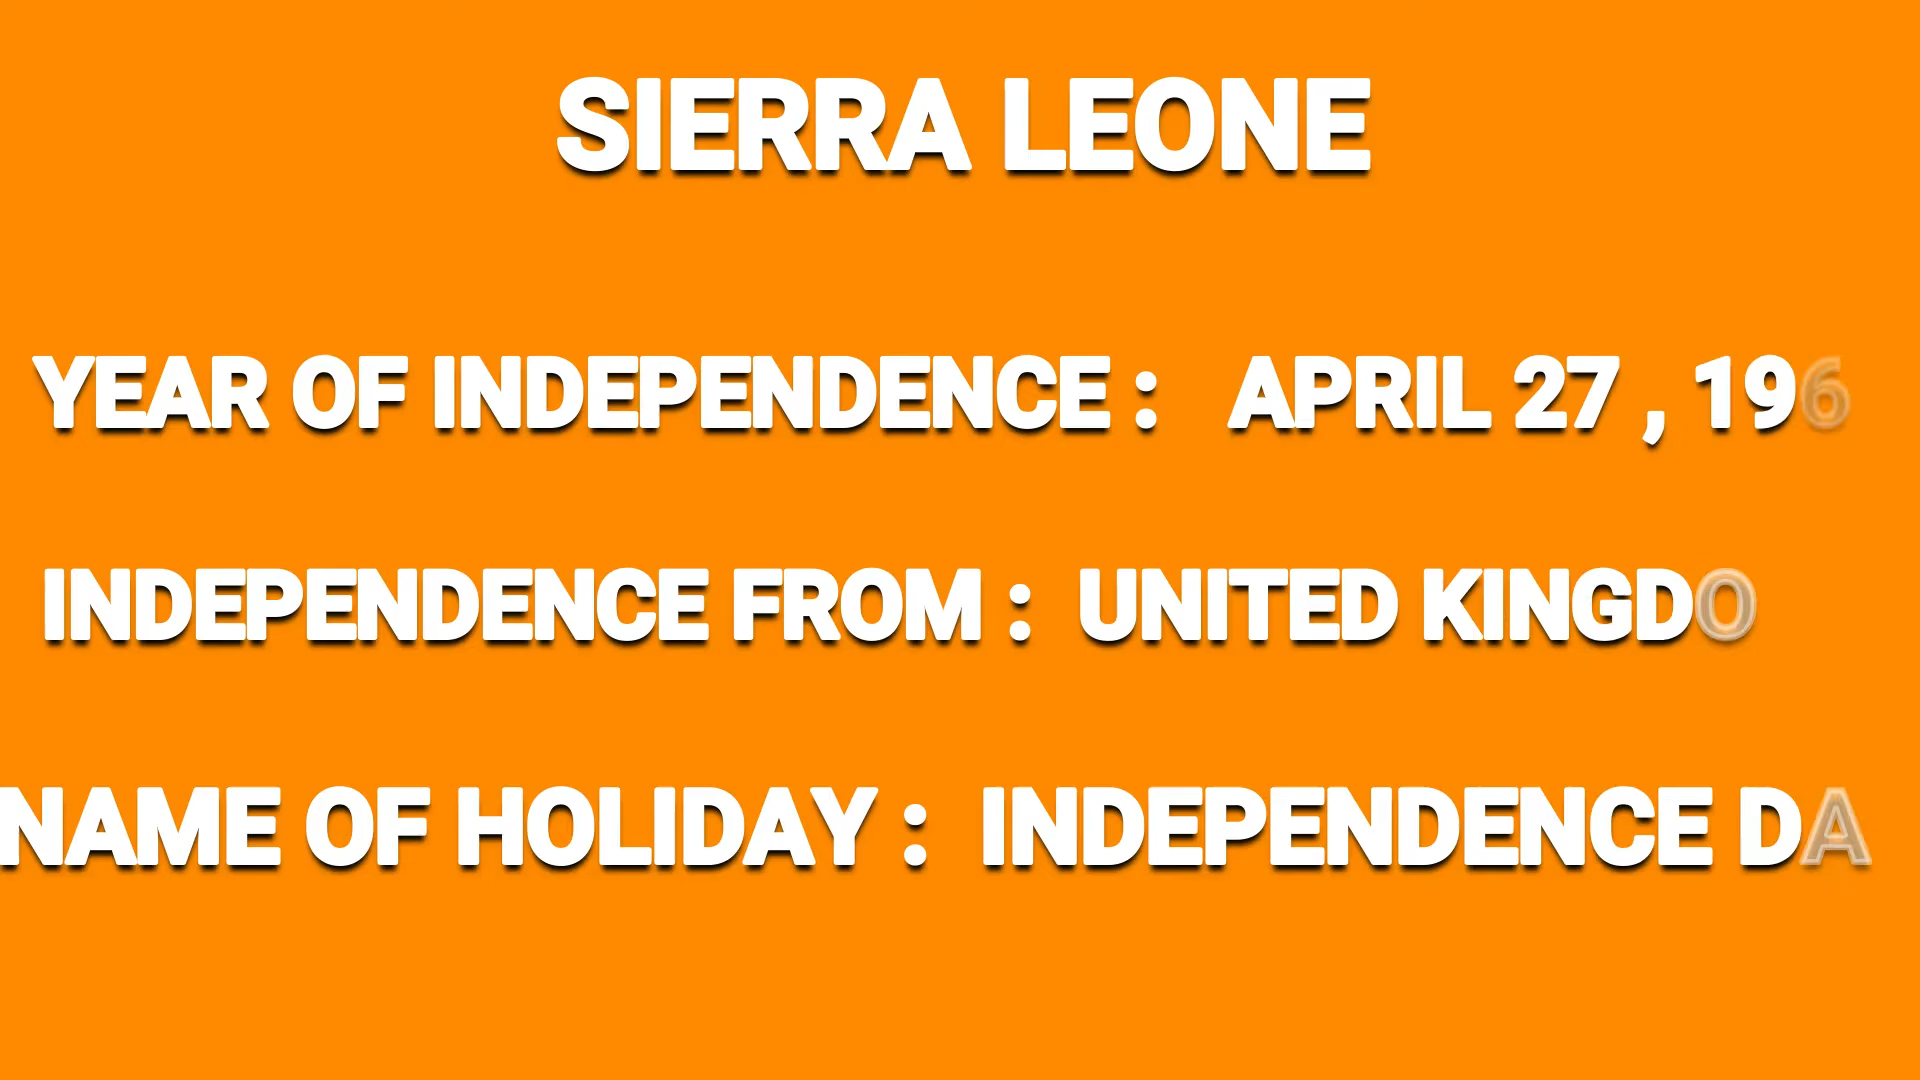 SIERRA LEONE
YEAR OF INDEPENDENCE : APRIL 27 , 196
INDEPENDENCE FROM : UNITED KINGDO
NAME OF HOLIDAY : INDEPENDENCE DA